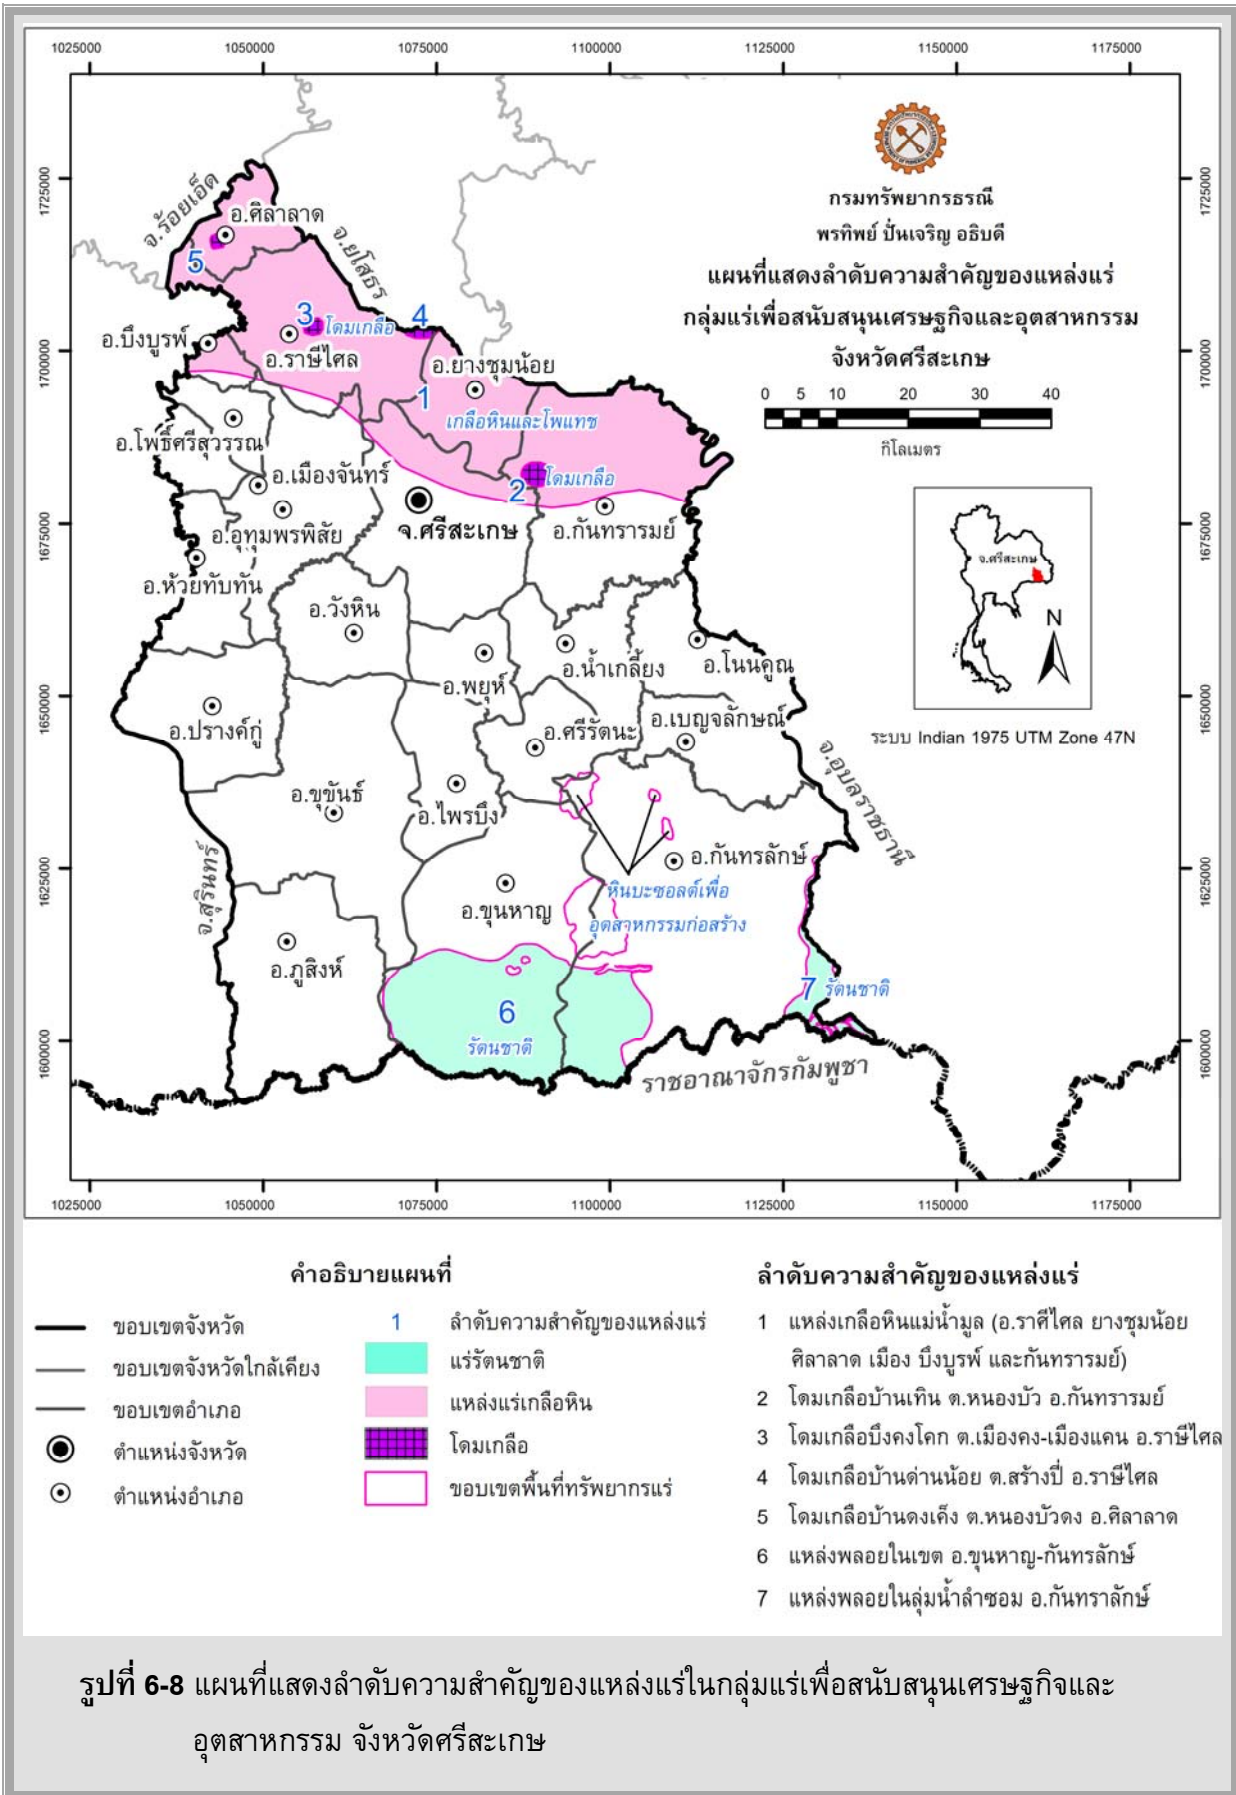 1025000 1050000 1075000 1100000 1125000 1150000 1175000
1725000
1700000
1675000
1650000
1625000
1600000
1725000
1700000
1675000
1650000
1625000
1600000
กรมทรัพยากรธรณี
พรทิพย์ ปั่นเจริญ อธิบดี
แผนที่แสดงลำดับความสำคัญของแหล่งแร่
กลุ่มแร่เพื่อสนับสนุนเศรษฐกิจและอุตสาหกรรม
จังหวัดศรีสะเกษ
0 5 10 20 30 40
กิโลเมตร
จ.ศรีสะเกษ
N
ระบบ Indian 1975 UTM Zone 47N
จ.ร้อยเอ็ด
อ.ศิลาลาด
จ.ยโสธร
5
3
โดมเกลือ
4
อ.บึงบูรพ์
อ.ราษีไศล
อ.ยางชุมน้อย
1
เกลือหินและโพแทช
อ.โพธิ์ศรีสุวรรณ
อ.เมืองจันทร์
โดมเกลือ
2
จ.ศรีสะเกษ
อ.กันทรารมย์
อ.อุทุมพรพิสัย
อ.ห้วยทับทัน
อ.วังหิน
อ.พยุห์
อ.น้ำเกลี้ยง
อ.โนนคูณ
อ.ปรางค์กู่
อ.ศรีรัตนะ
อ.เบญจลักษณ์
จ.อุบลราชธานี
อ.ขุขันธ์
อ.ไพรบึง
อ.กันทรลักษ์
จ.สุรินทร์
หินบะซอลต์เพื่อ
อุตสาหกรรมก่อสร้าง
อ.ขุนหาญ
อ.ภูสิงห์
7 รัตนชาติ
6
รัตนชาติ
ราชอาณาจักรกัมพูชา
1025000 1050000 1075000 1100000 1125000 1150000 1175000
คำอธิบายแผนที่
ขอบเขตจังหวัด
ขอบเขตจังหวัดใกล้เคียง
ขอบเขตอำเภอ
ตำแหน่งจังหวัด
ตำแหน่งอำเภอ
1 ลำดับความสำคัญของแหล่งแร่
แร่รัตนชาติ
แหล่งแร่เกลือหิน
โดมเกลือ
ขอบเขตพื้นที่ทรัพยากรแร่
ลำดับความสำคัญของแหล่งแร่
1 แหล่งเกลือหินแม่น้ำมูล (อ.ราศีไศล ยางชุมน้อย
ศิลาลาด เมือง บึงบูรพ์ และกันทรารมย์)
2 โดมเกลือบ้านเทิน ต.หนองบัว อ.กันทรารมย์
3 โดมเกลือบึงคงโคก ต.เมืองคง-เมืองแคน อ.ราษีไศล
4 โดมเกลือบ้านด่านน้อย ต.สร้างปี่ อ.ราษีไศล
5 โดมเกลือบ้านดงเค็ง ต.หนองบัวดง อ.ศิลาลาด
6 แหล่งพลอยในเขต อ.ขุนหาญ-กันทรลักษ์
7 แหล่งพลอยในลุ่มน้ำลำซอม อ.กันทราลักษ์
รูปที่ 6-8 แผนที่แสดงลำดับความสำคัญของแหล่งแร่ในกลุ่มแร่เพื่อสนับสนุนเศรษฐกิจและ
อุตสาหกรรม จังหวัดศรีสะเกษ